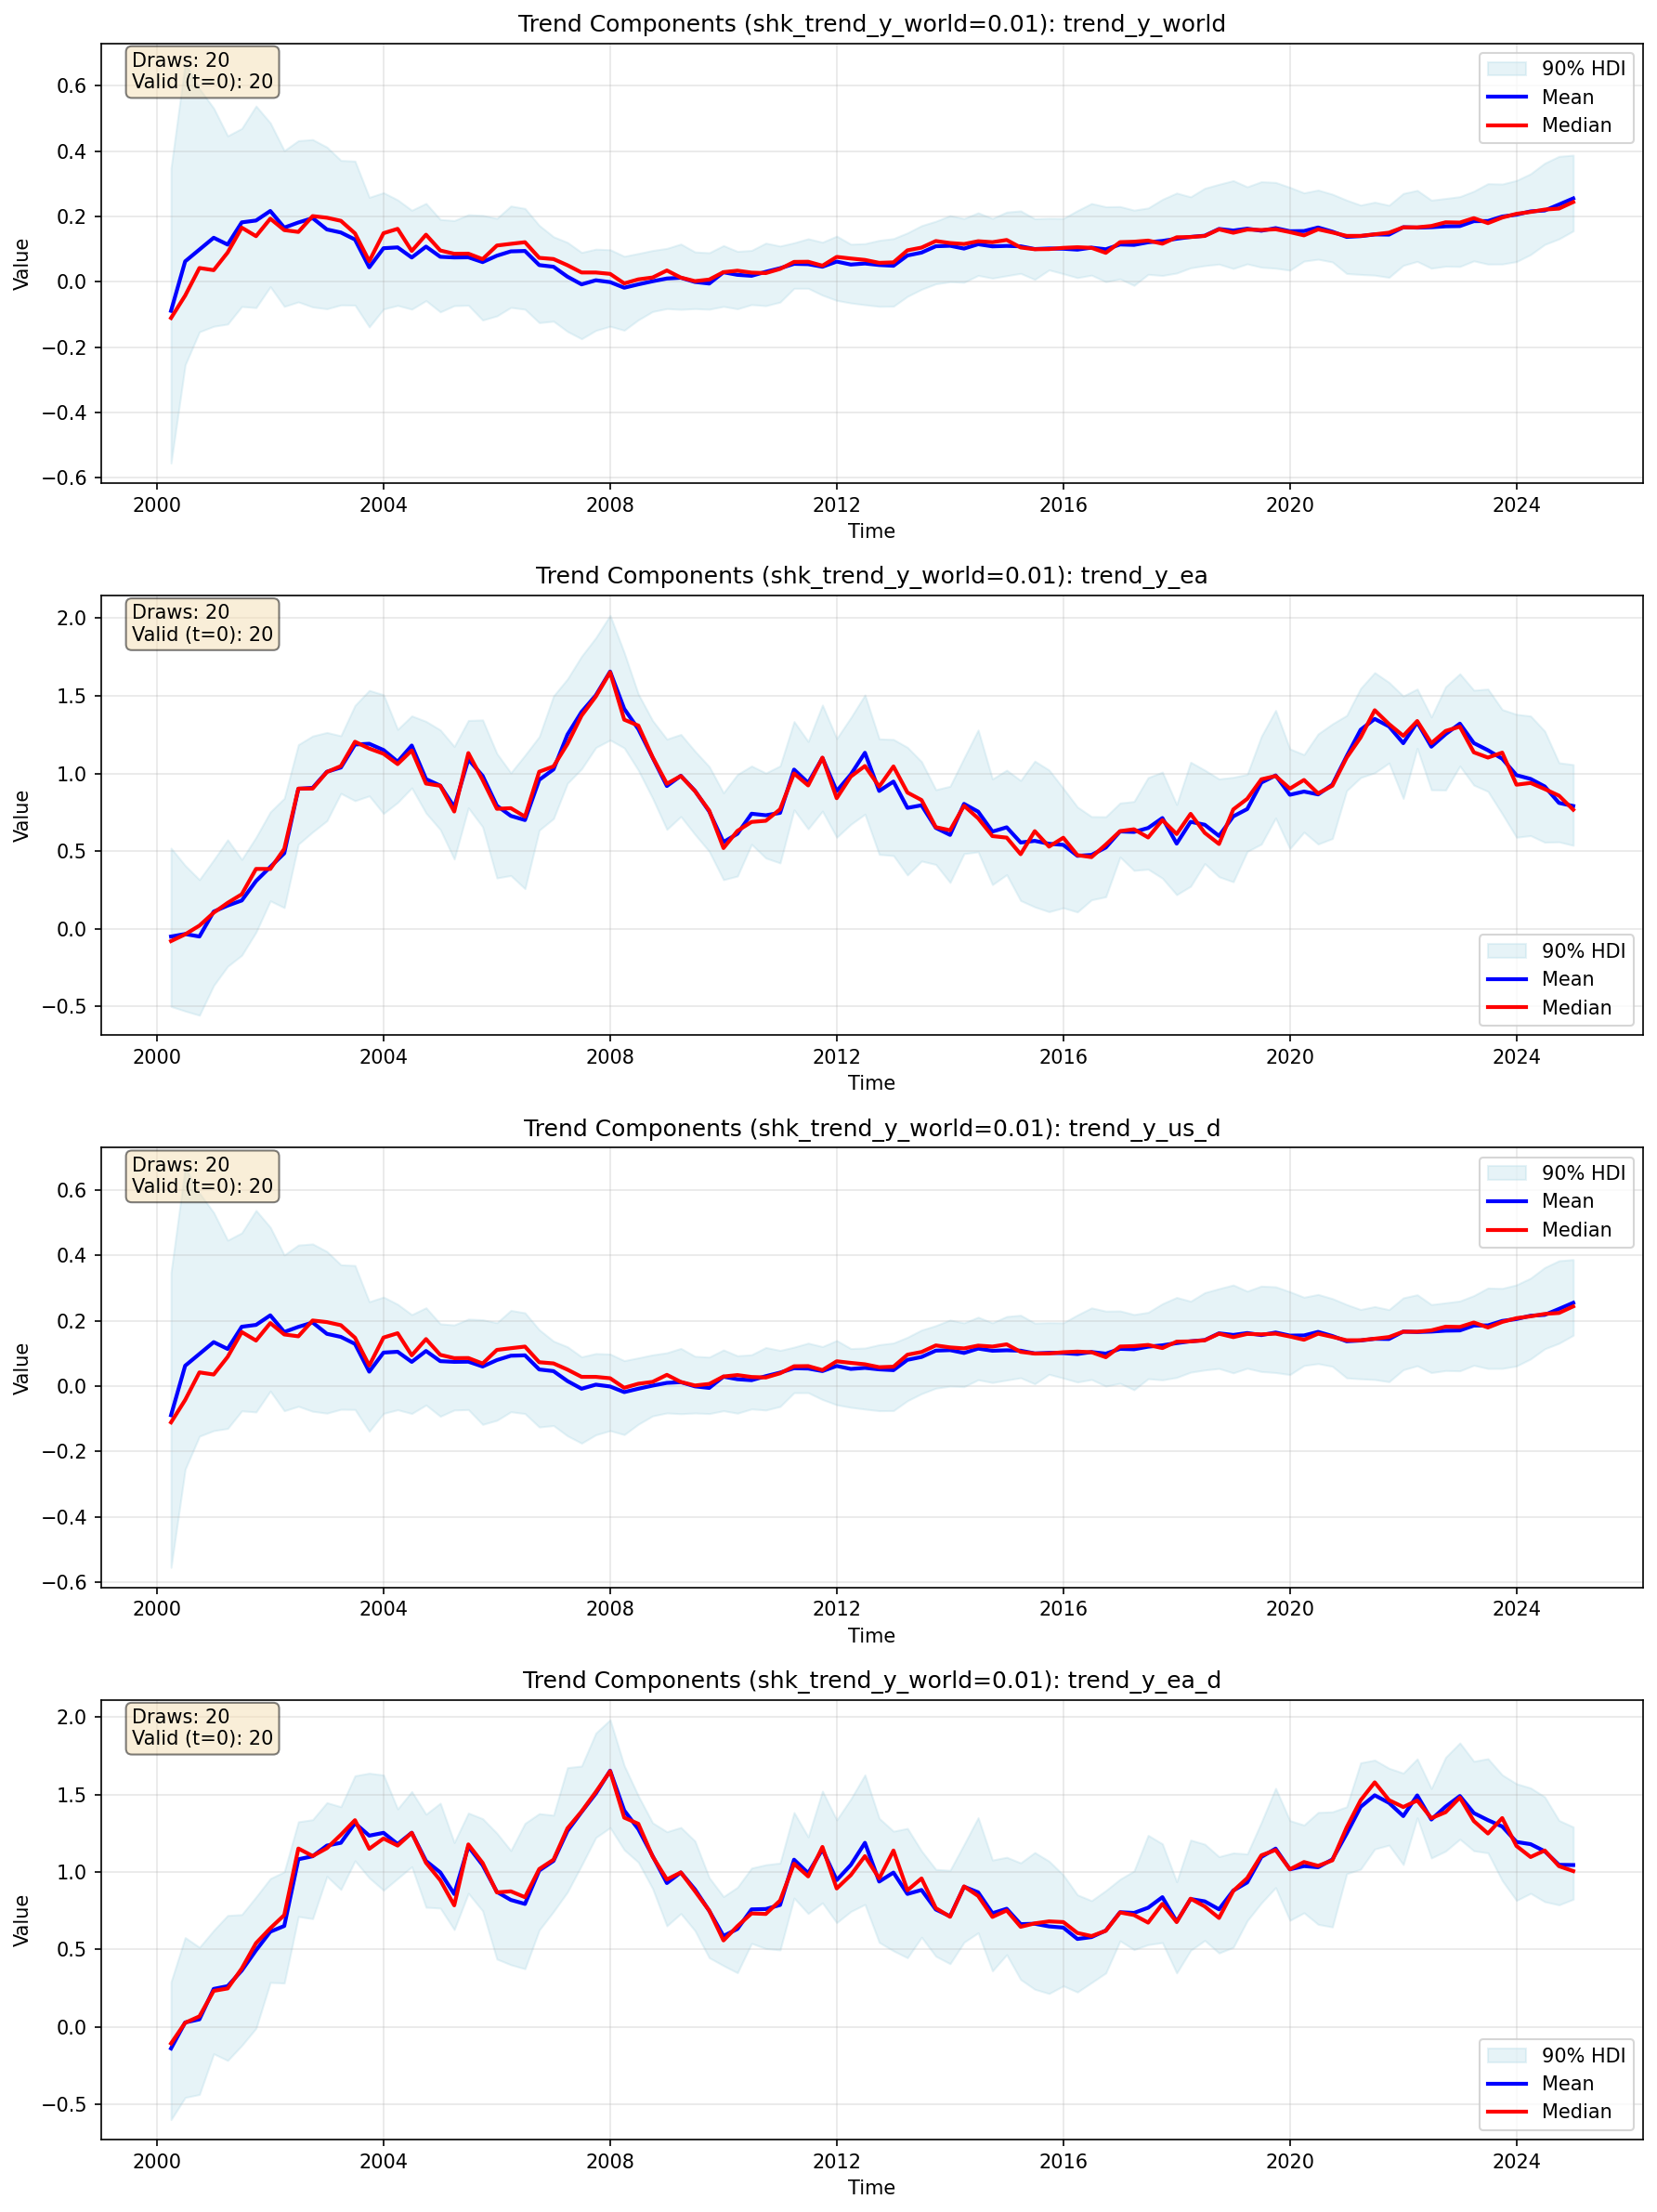 Trend Components (shk_trend_y_world=0.01): trend_y_world
Draws: 20
Valid (t=0): 20
90% HDI
Mean
Median
Value
0.6
0.4
0.2
0.0
−0.2
−0.4
−0.6
2000 2004 2008 2012 2016 2020 2024
Time
Trend Components (shk_trend_y_world=0.01): trend_y_ea
Draws: 20
Valid (t=0): 20
Value
2.0
1.5
1.0
0.5
0.0
−0.5
90% HDI
Mean
Median
2000 2004 2008 2012 2016 2020 2024
Time
Trend Components (shk_trend_y_world=0.01): trend_y_us_d
Draws: 20
Valid (t=0): 20
90% HDI
Mean
Median
Value
0.6
0.4
0.2
0.0
−0.2
−0.4
−0.6
2000 2004 2008 2012 2016 2020 2024
Time
Trend Components (shk_trend_y_world=0.01): trend_y_ea_d
Draws: 20
Valid (t=0): 20
Value
2.0
1.5
1.0
0.5
0.0
−0.5
90% HDI
Mean
Median
2000 2004 2008 2012 2016 2020 2024
Time